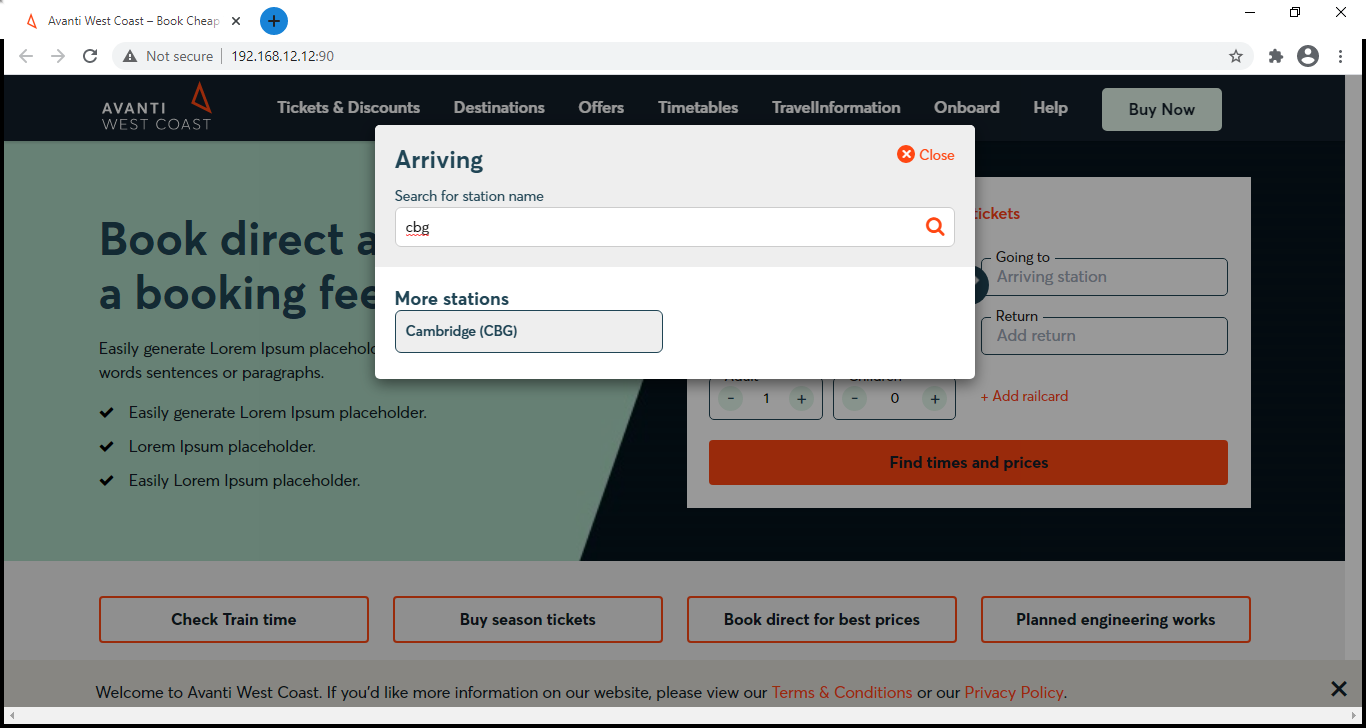 Avanti West Coast – Book Cheap
Not secure
192.168.12.12:90
AVANTI
WEST COAST
Tickets & Discounts
Destinations
Offers
Timetables
TravelInformation
Onboard
Help
Buy Now
Arriving
Close
Search for station name
cbg
More stations
Cambridge (CBG)
Book direct a
a booking fee
Easily generate Lorem Ipsum placehold
words sentences or paragraphs.
Easily generate Lorem Ipsum placeholder.
Lorem Ipsum placeholder.
Easily Lorem Ipsum placeholder.
tickets
Going to
Arriving station
Return
Add return
Adult
Children
- 1 +
- 0 +
+ Add railcard
Find times and prices
Check Train time
Buy season tickets
Book direct for best prices
Planned engineering works
Welcome to Avanti West Coast. If you'd like more information on our website, please view our Terms & Conditions or our Privacy Policy.